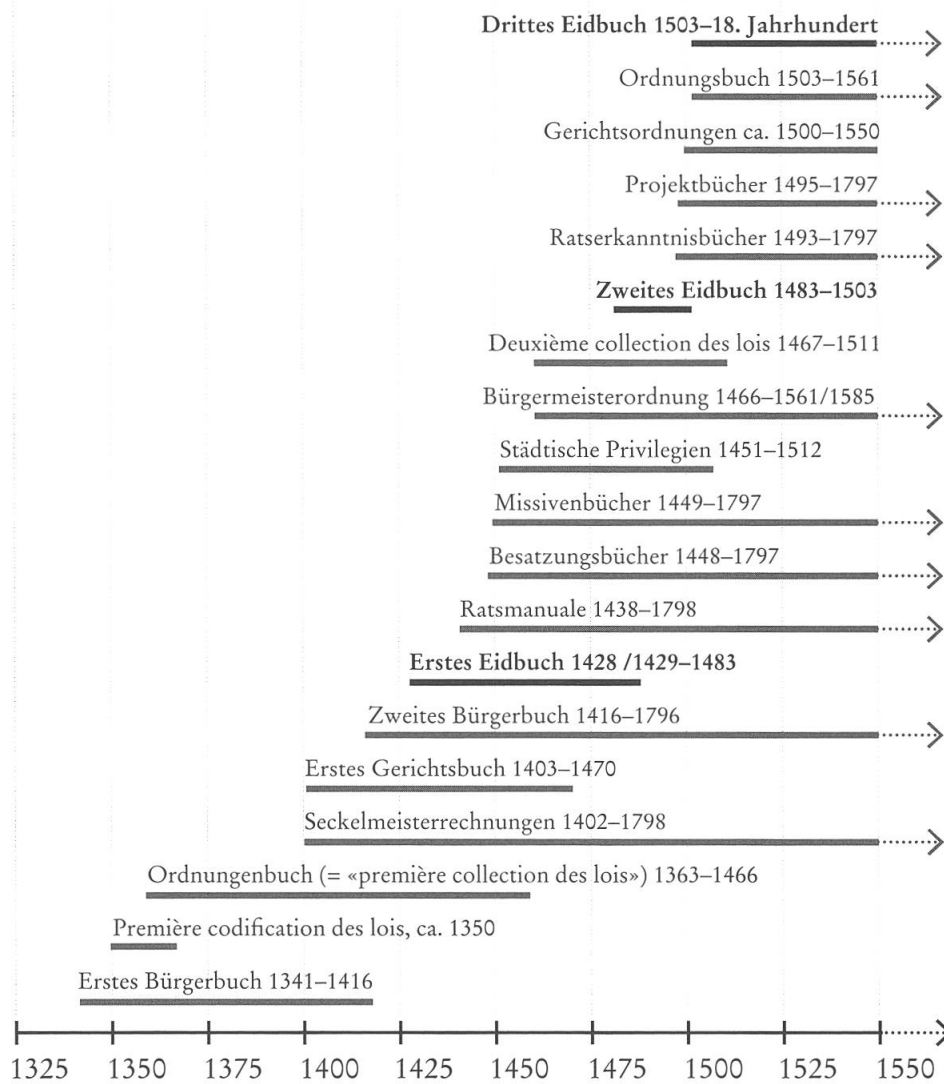 Drittes Eidbuch 1503–18. Jahrhundert
Ordnungsbuch 1503–1561
Gerichtsordnungen ca. 1500–1550
Projektbücher 1495–1797
Ratserkanntnisbücher 1493–1797
Zweites Eidbuch 1483–1503
Deuxième collection des lois 1467–1511
Bürgermeisterordnung 1466–1561/1585
Städtische Privilegien 1451–1512
Missivenbücher 1449–1797
Besatzungsbücher 1448–1797
Ratsmanuale 1438–1798
Erstes Eidbuch 1428 /1429–1483
Zweites Bürgerbuch 1416–1796
Erstes Gerichtsbuch 1403–1470
Seckelmeisterrechnungen 1402–1798
Ordnungenbuch (= «première collection des lois») 1363–1466
Première codification des lois, ca. 1350
Erstes Bürgerbuch 1341–1416
1325 1350 1375 1400 1425 1450 1475 1500 1525 1550